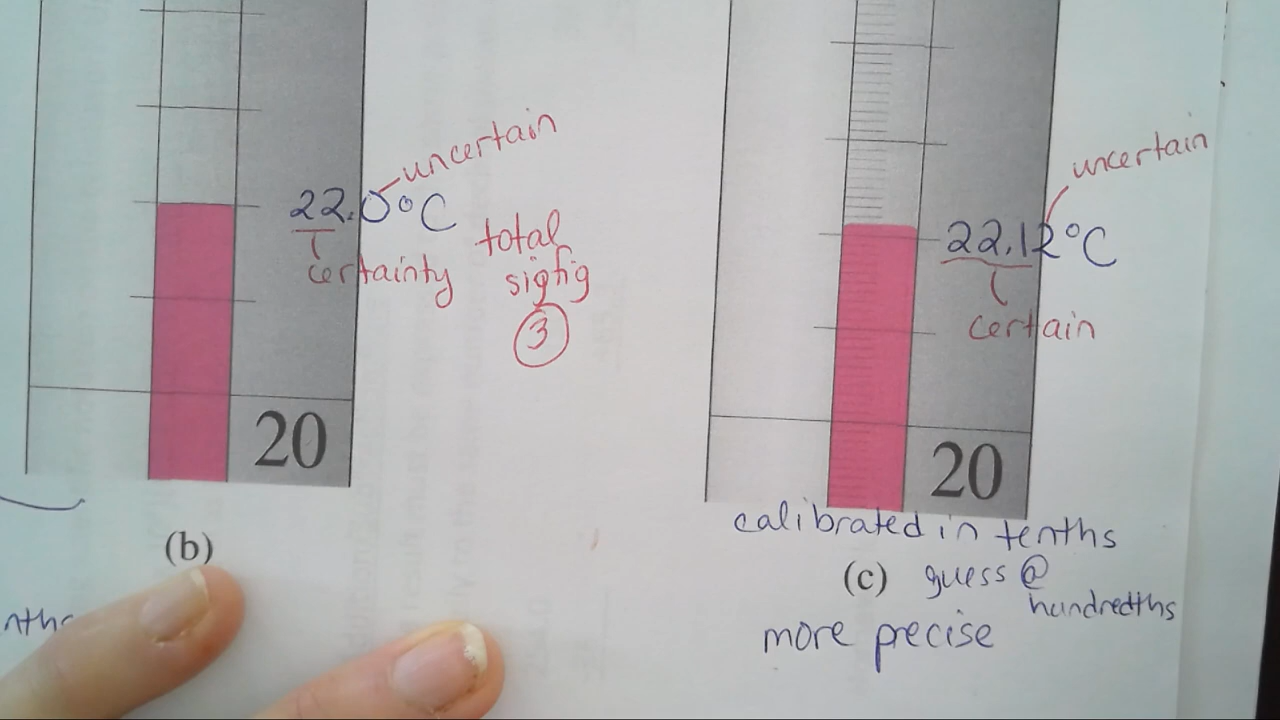 uncertain
22.0°C
certainty
total
sigfig
3
20
(b)
uncertain
22.12°C
certain
20
calibrated in tenths
(c) guess @
hundredths
more precise